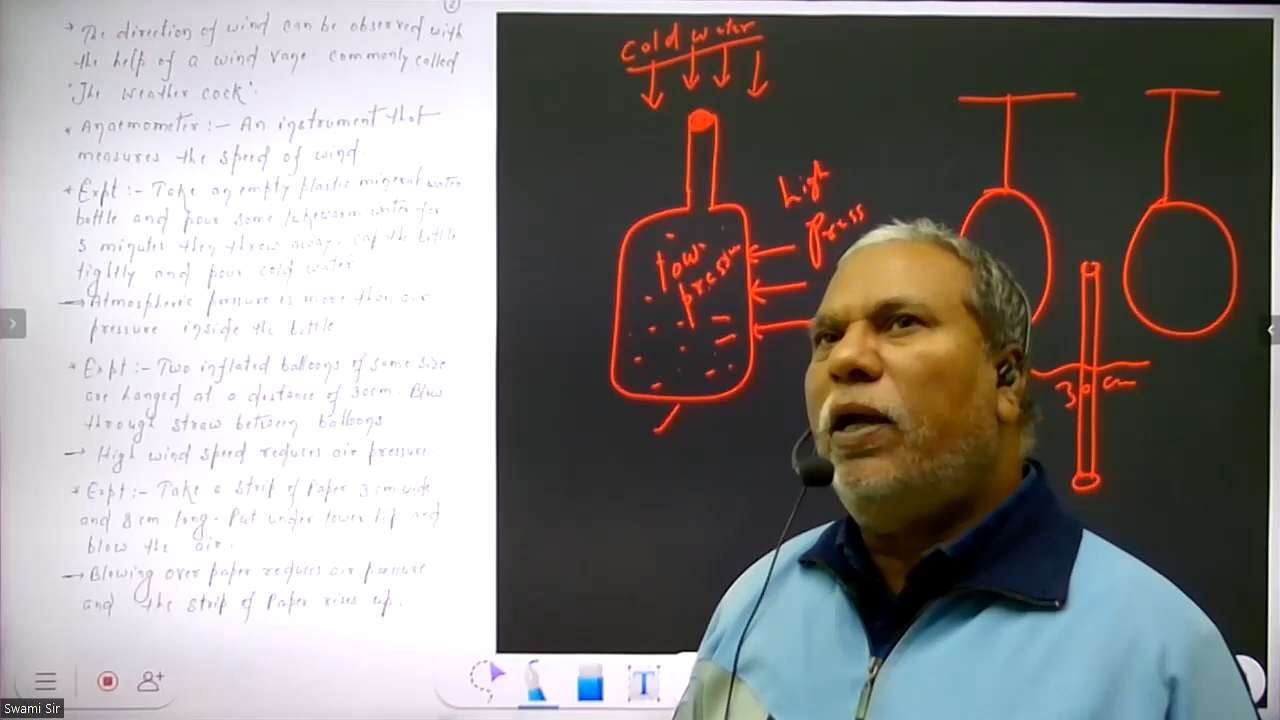 2
* The direction of wind can be observed with
the help of a wind vane commonly called
"The weather cock".
* Anaemometer :- An instrument that
measures the speed of wind
* Expt :- Take an empty plastic mineral water
bottle and pour some lukewarm water for
5 minutes then throw away. Cap the bottle
tightly and pour cold water
→ Atmospheric pressure is more than air
pressure inside the bottle
* Expt :- Two inflated balloons of same size
are hanged at a distance of 30cm. Blow
through straw between balloons
→ High wind speed reduces air pressure.
* Expt - Take a strip of Paper 3 cm wide
and 8 cm long. Put under lower lip and
blow the air.
→ Blowing over paper reduces air pressure
and the strip of Paper rises up.
Cold water
High
Press
low
pressure
30 cm
T
Swami Sir